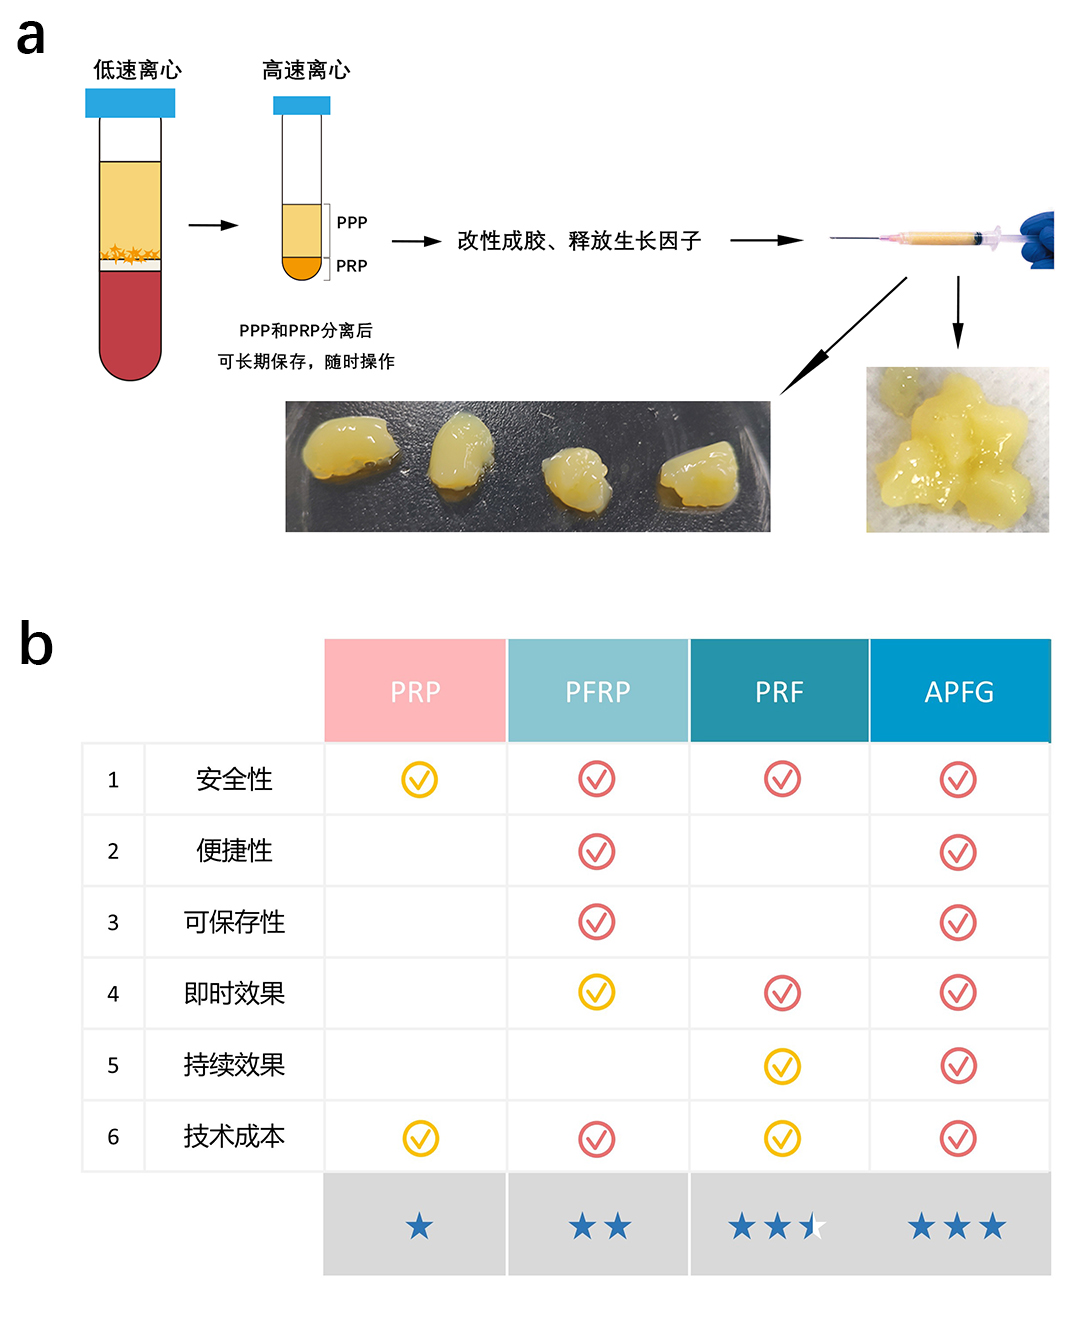 a
低速离心
高速离心
PPP
PRP
改性成胶、释放生长因子
PPP和PRP分离后
可长期保存，随时操作
b
PRP PFRP PRF APFG
1 安全性
2 便捷性
3 可保存性
4 即时效果
5 持续效果
6 技术成本